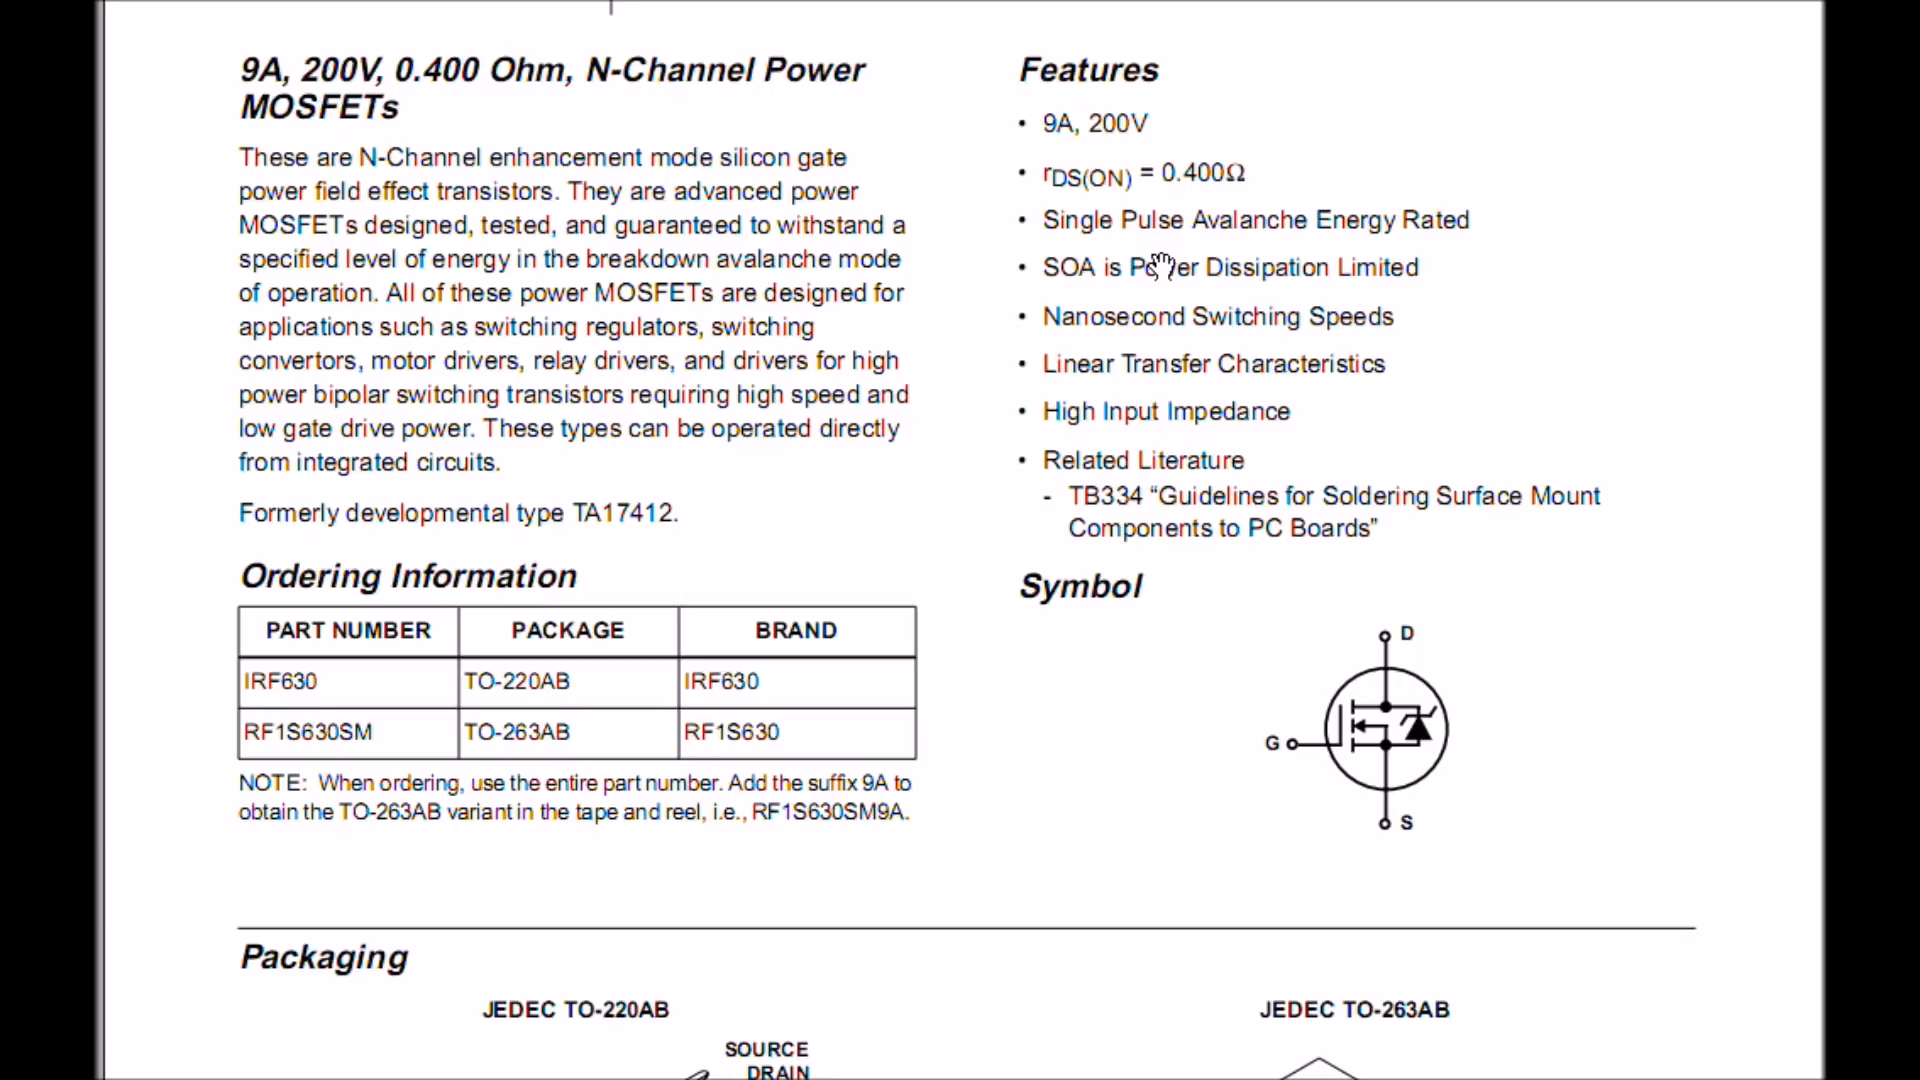 9A, 200V, 0.400 Ohm, N-Channel Power
MOSFETs
These are N-Channel enhancement mode silicon gate
power field effect transistors. They are advanced power
MOSFETs designed, tested, and guaranteed to withstand a
specified level of energy in the breakdown avalanche mode
of operation. All of these power MOSFETs are designed for
applications such as switching regulators, switching
convertors, motor drivers, relay drivers, and drivers for high
power bipolar switching transistors requiring high speed and
low gate drive power. These types can be operated directly
from integrated circuits.
Formerly developmental type TA17412.
Ordering Information
PART NUMBER PACKAGE BRAND
IRF630 TO-220AB IRF630
RF1S630SM TO-263AB RF1S630
NOTE: When ordering, use the entire part number. Add the suffix 9A to
obtain the TO-263AB variant in the tape and reel, i.e., RF1S630SM9A.
Features
• 9A, 200V
• rDS(ON) = 0.400Ω
• Single Pulse Avalanche Energy Rated
• SOA is Power Dissipation Limited
• Nanosecond Switching Speeds
• Linear Transfer Characteristics
• High Input Impedance
• Related Literature
- TB334 “Guidelines for Soldering Surface Mount
Components to PC Boards”
Symbol
D
G
S
Packaging
JEDEC TO-220AB
SOURCE
DRAIN
JEDEC TO-263AB